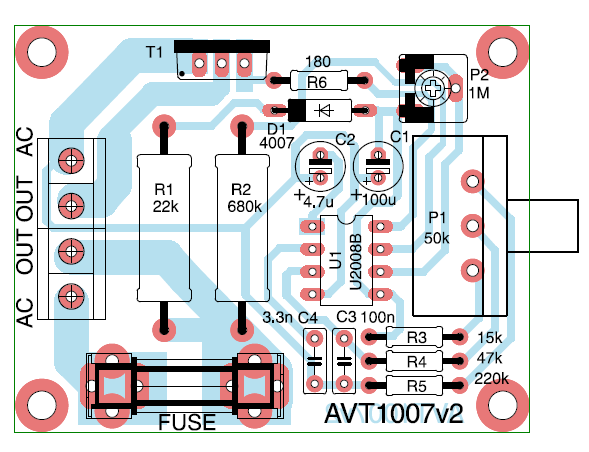 T1
180
R6
P2
1M
D1
4007
C2
C1
AC
OUT
OUT
AC
R1
22k
R2
680k
+
4,7u
+
100u
P1
50k
U1
U2008B
3.3n
C4
C3
100n
R3
15k
R4
47k
R5
220k
FUSE
AVT1007v2